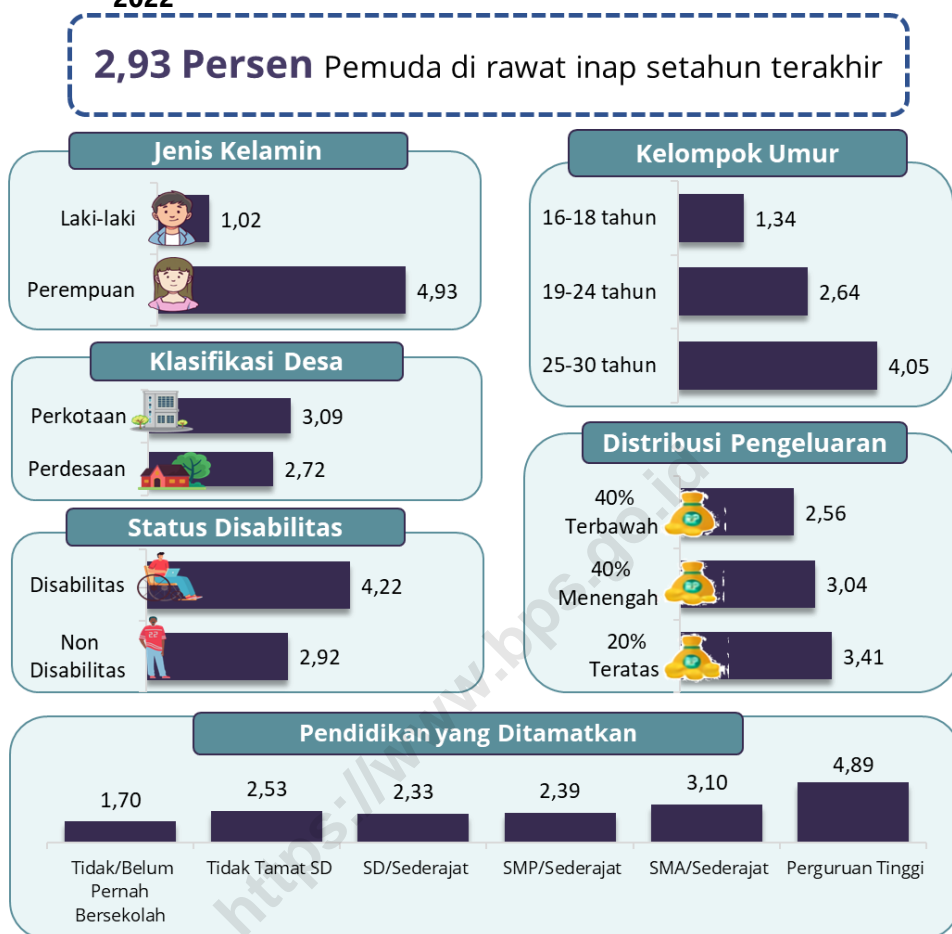 2022
2,93 Persen Pemuda di rawat inap setahun terakhir
Jenis Kelamin
Laki-laki
1,02
Perempuan
4,93
Klasifikasi Desa
Perkotaan
3,09
Perdesaan
2,72
Status Disabilitas
Disabilitas
4,22
Non
Disabilitas
2,92
Kelompok Umur
16-18 tahun
1,34
19-24 tahun
2,64
25-30 tahun
4,05
Distribusi Pengeluaran
40%
Terbawah
RP
2,56
40%
Menengah
RP
3,04
20%
Teratas
RP
3,41
Pendidikan yang Ditamatkan
1,70
2,53
2,33
2,39
3,10
4,89
Tidak/Belum
Pernah
Bersekolah
Tidak Tamat SD
SD/Sederajat
SMP/Sederajat
SMA/Sederajat
Perguruan Tinggi
https://www.bps.go.id
22